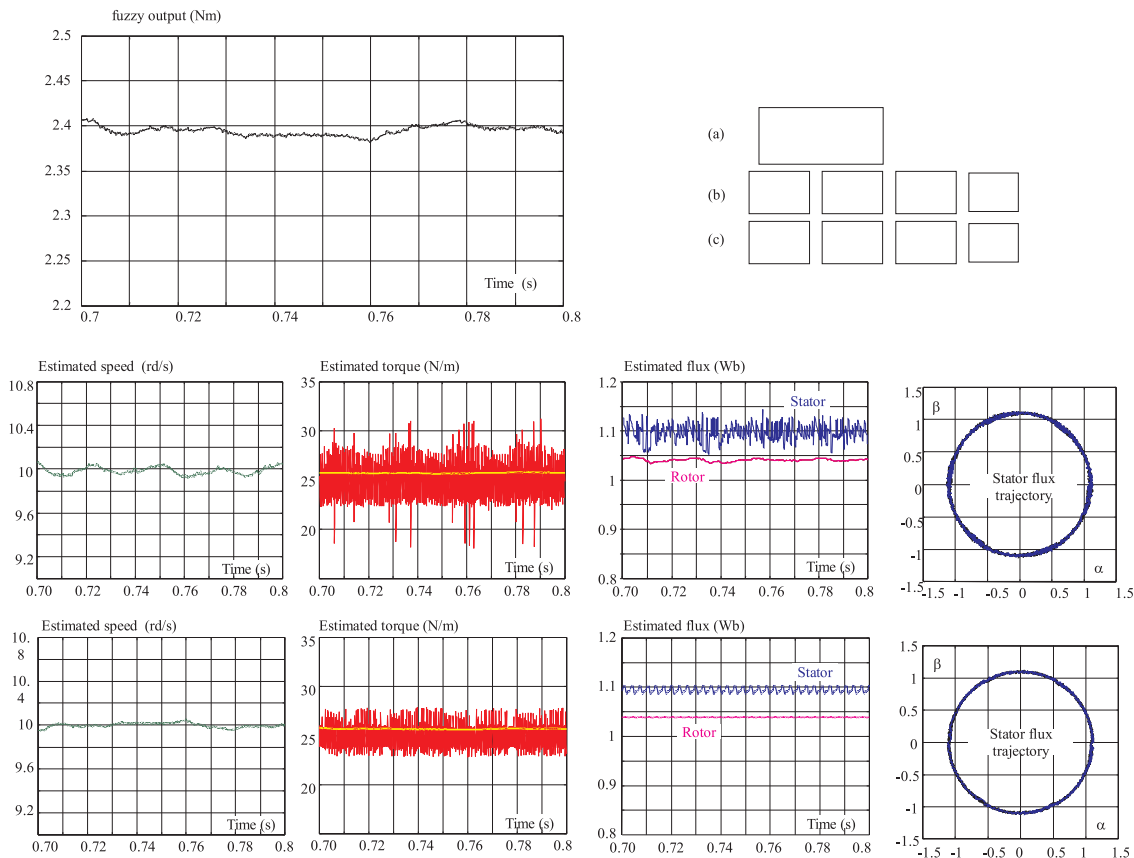 fuzzy output (Nm)
2.5
2.45
2.4
2.35
2.3
2.25
2.2
Time (s)
0.7 0.72 0.74 0.76 0.78 0.8
(a)
(b)
(c)
Estimated speed (rd/s)
10.8
10.4
10
9.6
9.2
Time (s)
0.70 0.72 0.74 0.76 0.78 0.8
Estimated torque (N/m)
35
30
25
20
Time (s)
0.70 0.72 0.74 0.76 0.78 0.8
Estimated flux (Wb)
1.2
1.1
1
0.9
0.8
Stator
Rotor
Time (s)
0.70 0.72 0.74 0.76 0.78 0.8
1.5
1
0.5
0
-0.5
-1
-1.5
β
Stator flux
trajectory
α
-1.5 -1 -0.5 0 0.5 1 1.5
Estimated speed (rd/s)
10.
8
10.
4
10
9.6
9.2
Time (s)
0.70 0.72 0.74 0.76 0.78 0.8
Estimated torque (N/m)
35
30
25
20
Time (s)
0.70 0.72 0.74 0.76 0.78 0.8
Estimated flux (Wb)
1.2
1.1
1
0.9
0.8
Stator
Rotor
Time (s)
0.70 0.72 0.74 0.76 0.78 0.8
1.5
1
0.5
0
-0.5
-1
-1.5
β
Stator flux
trajectory
α
-1.5 -1 -0.5 0 0.5 1 1.5